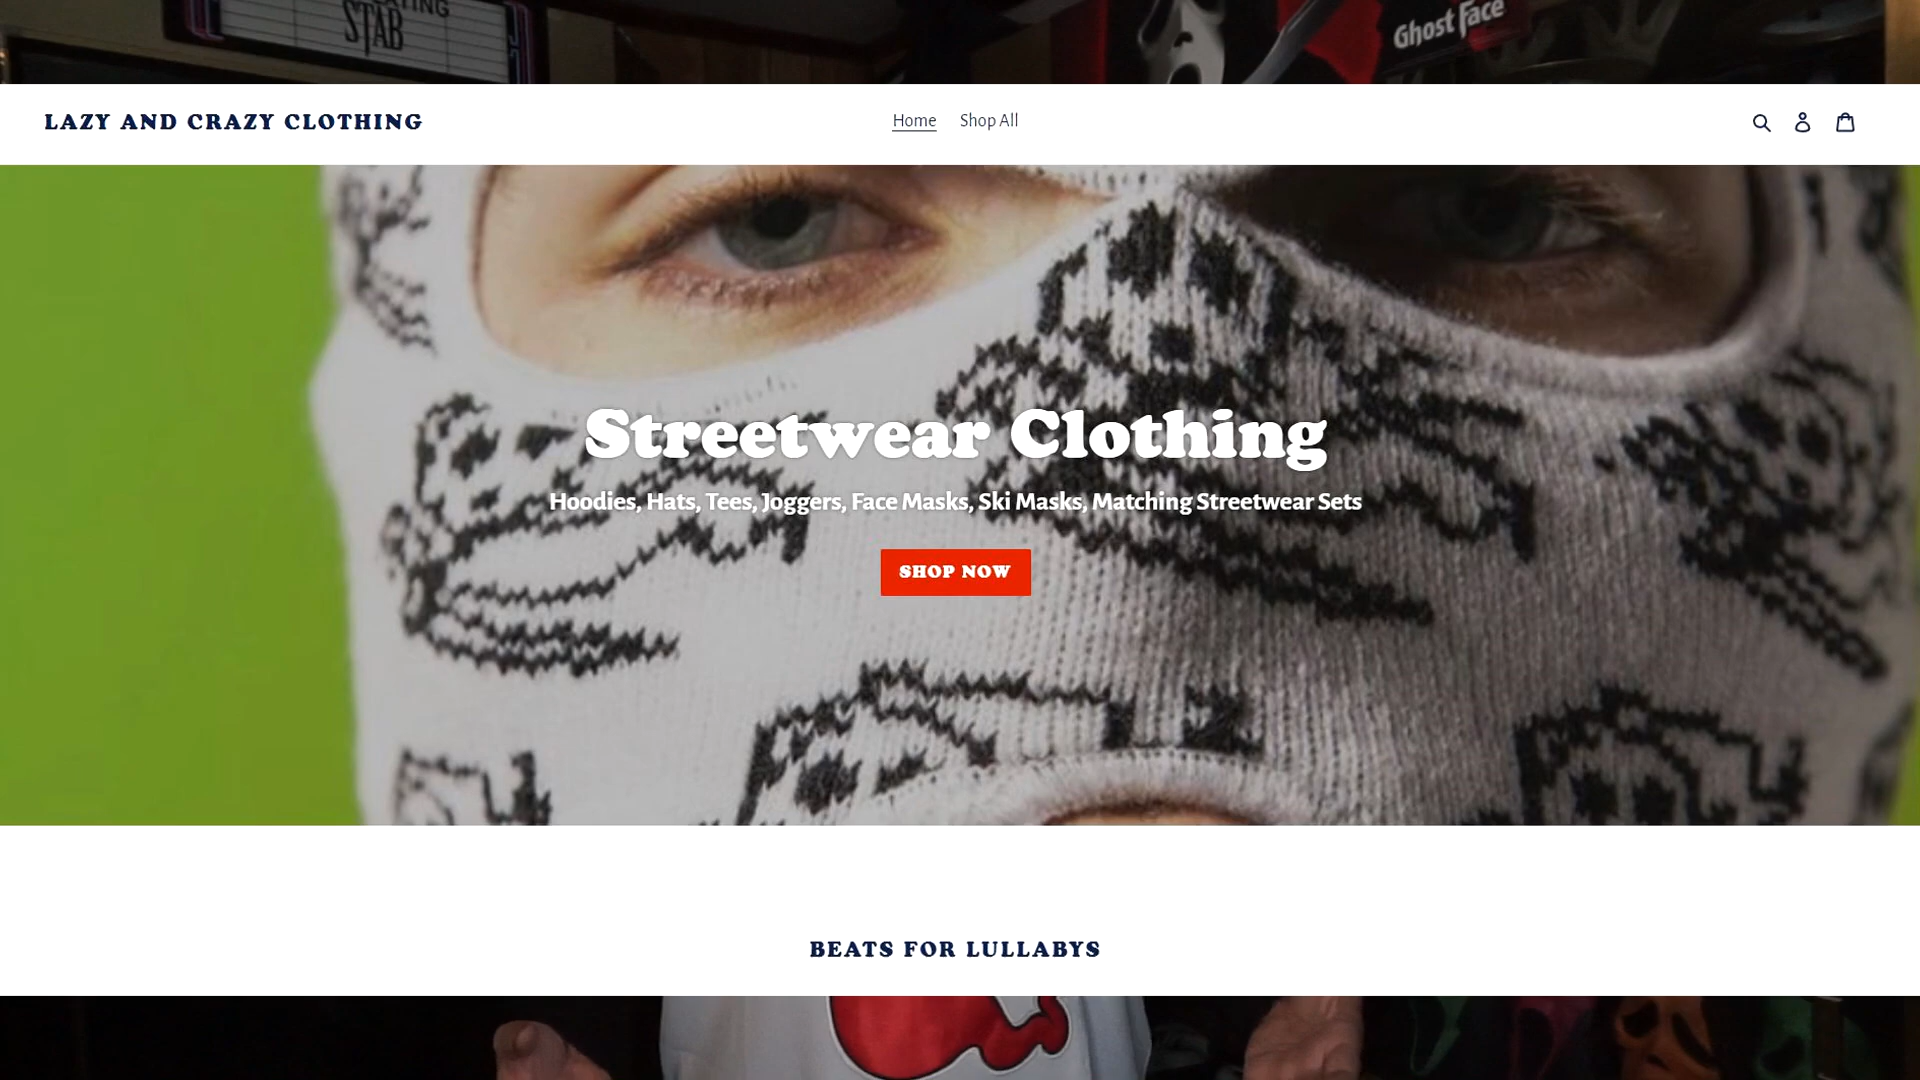 STAB
Ghost Face
LAZY AND CRAZY CLOTHING
Home
Shop All
Streetwear Clothing
Hoodies, Hats, Tees, Joggers, Face Masks, Ski Masks, Matching Streetwear Sets
SHOP NOW
BEATS FOR LULLABYS